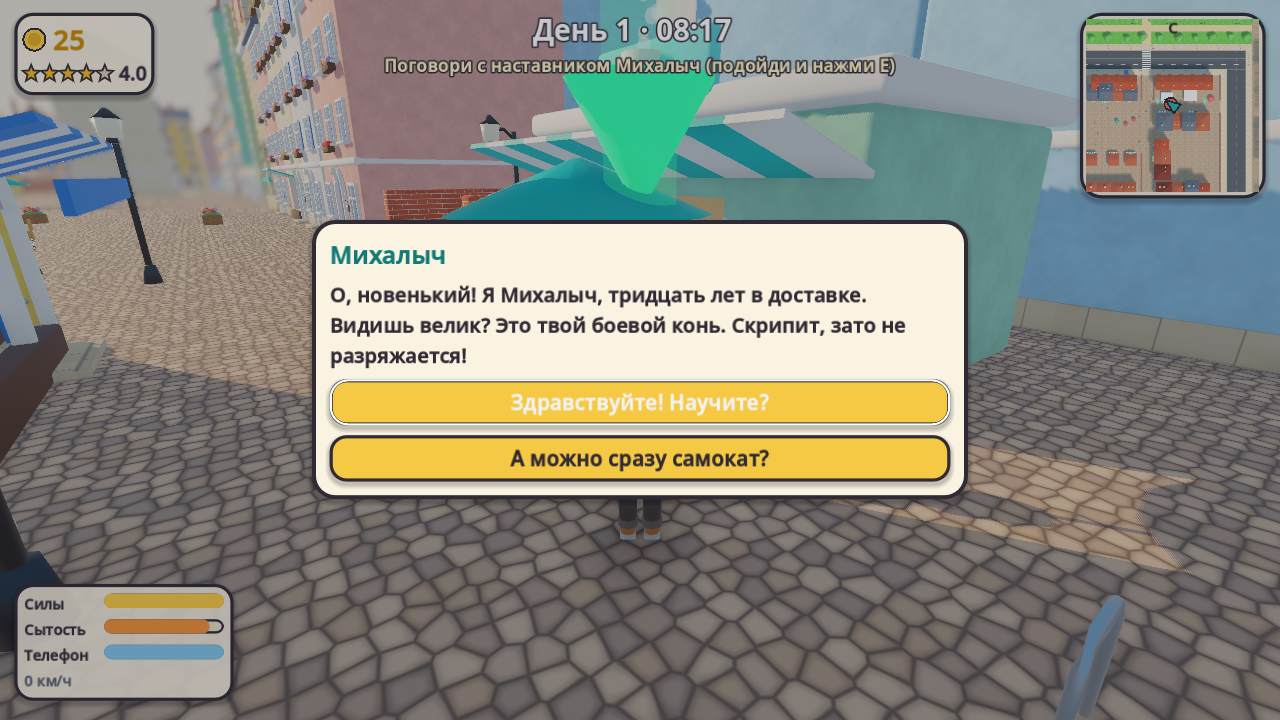 25
4.0
День 1 · 08:17
Поговори с наставником Михалыч (подойди и нажми E)
С
Михалыч
О, новенький! Я Михалыч, тридцать лет в доставке.
Видишь велик? Это твой боевой конь. Скрипит, зато не
разряжается!
Здравствуйте! Научите?
А можно сразу самокат?
Силы
Сытость
Телефон
0 км/ч